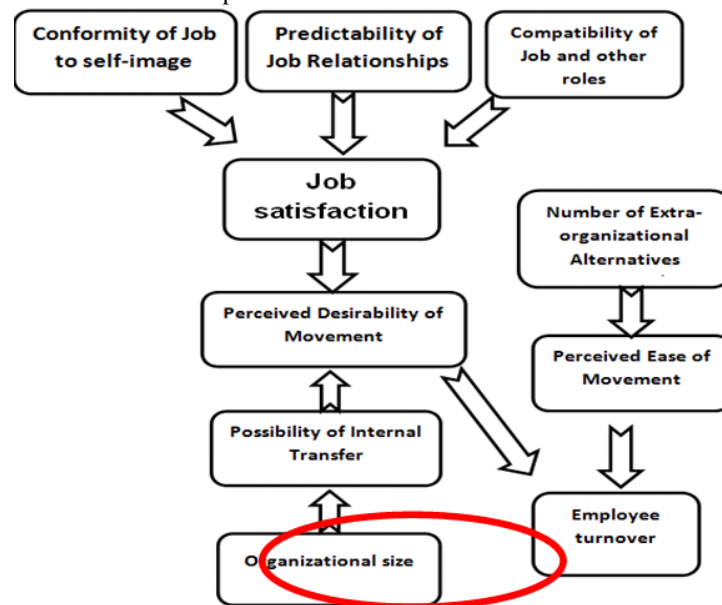 Conformity of Job
to self-image
Predictability of
Job Relationships
Compatibility of
Job and other
roles
Job
satisfaction
Number of Extra-
organizational
Alternatives
Perceived Desirability of
Movement
Perceived Ease of
Movement
Possibility of Internal
Transfer
Employee
turnover
Organizational size